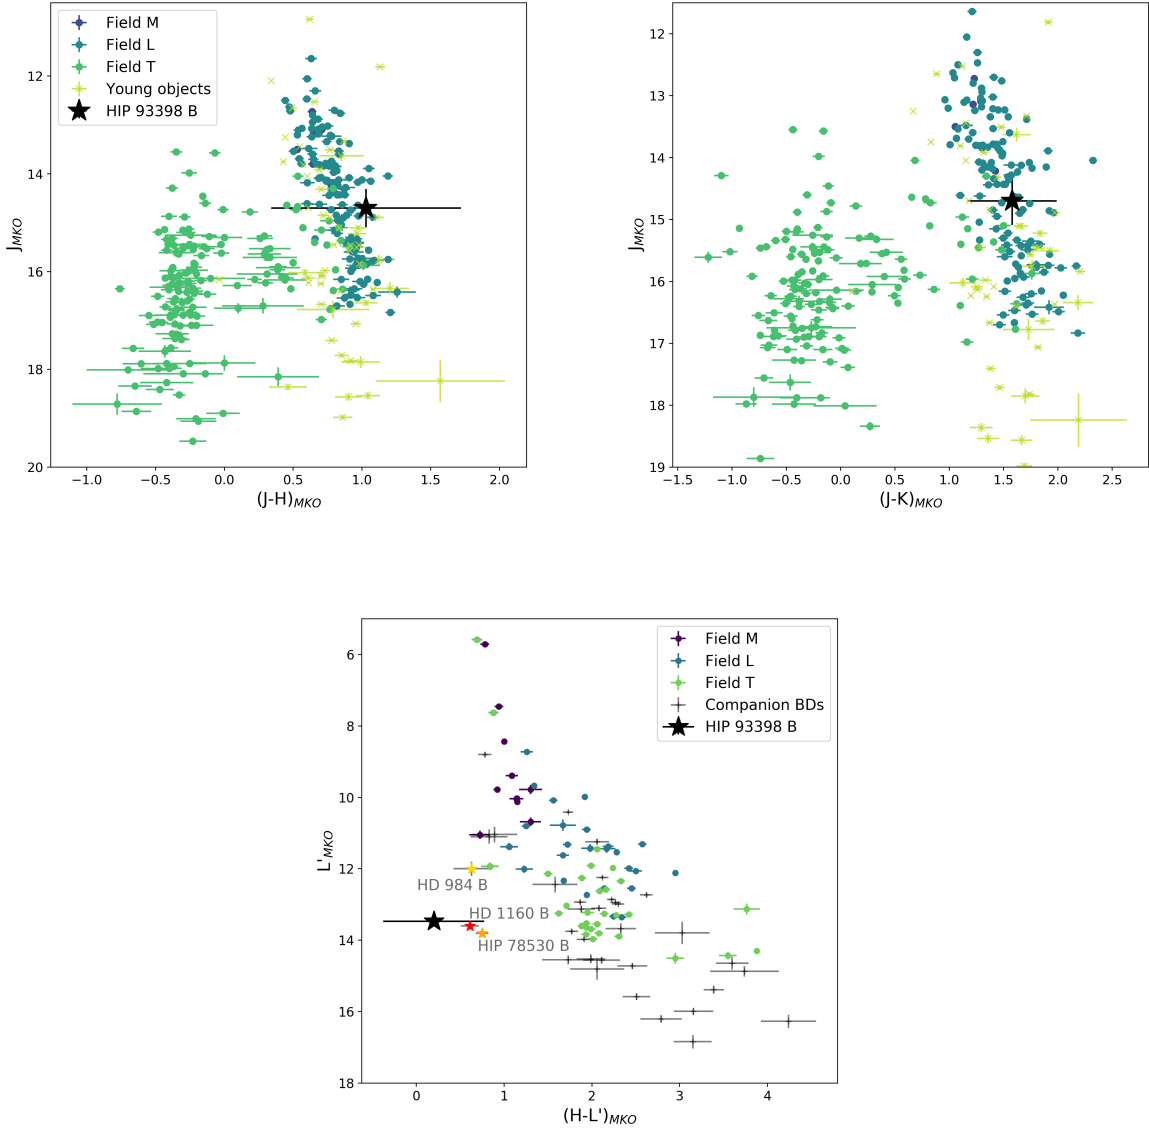 Field M
Field L
Field T
Young objects
HIP 93398 B
12
14
16
18
20
J_MKO
−1.0 −0.5 0.0 0.5 1.0 1.5 2.0
(J-H)_MKO
12
13
14
15
16
17
18
19
J_MKO
−1.5 −1.0 −0.5 0.0 0.5 1.0 1.5 2.0 2.5
(J-K)_MKO
Field M
Field L
Field T
Companion BDs
HIP 93398 B
6
8
10
12
14
16
18
L'_MKO
HD 984 B
HD 1160 B
HIP 78530 B
0 1 2 3 4
(H-L')_MKO